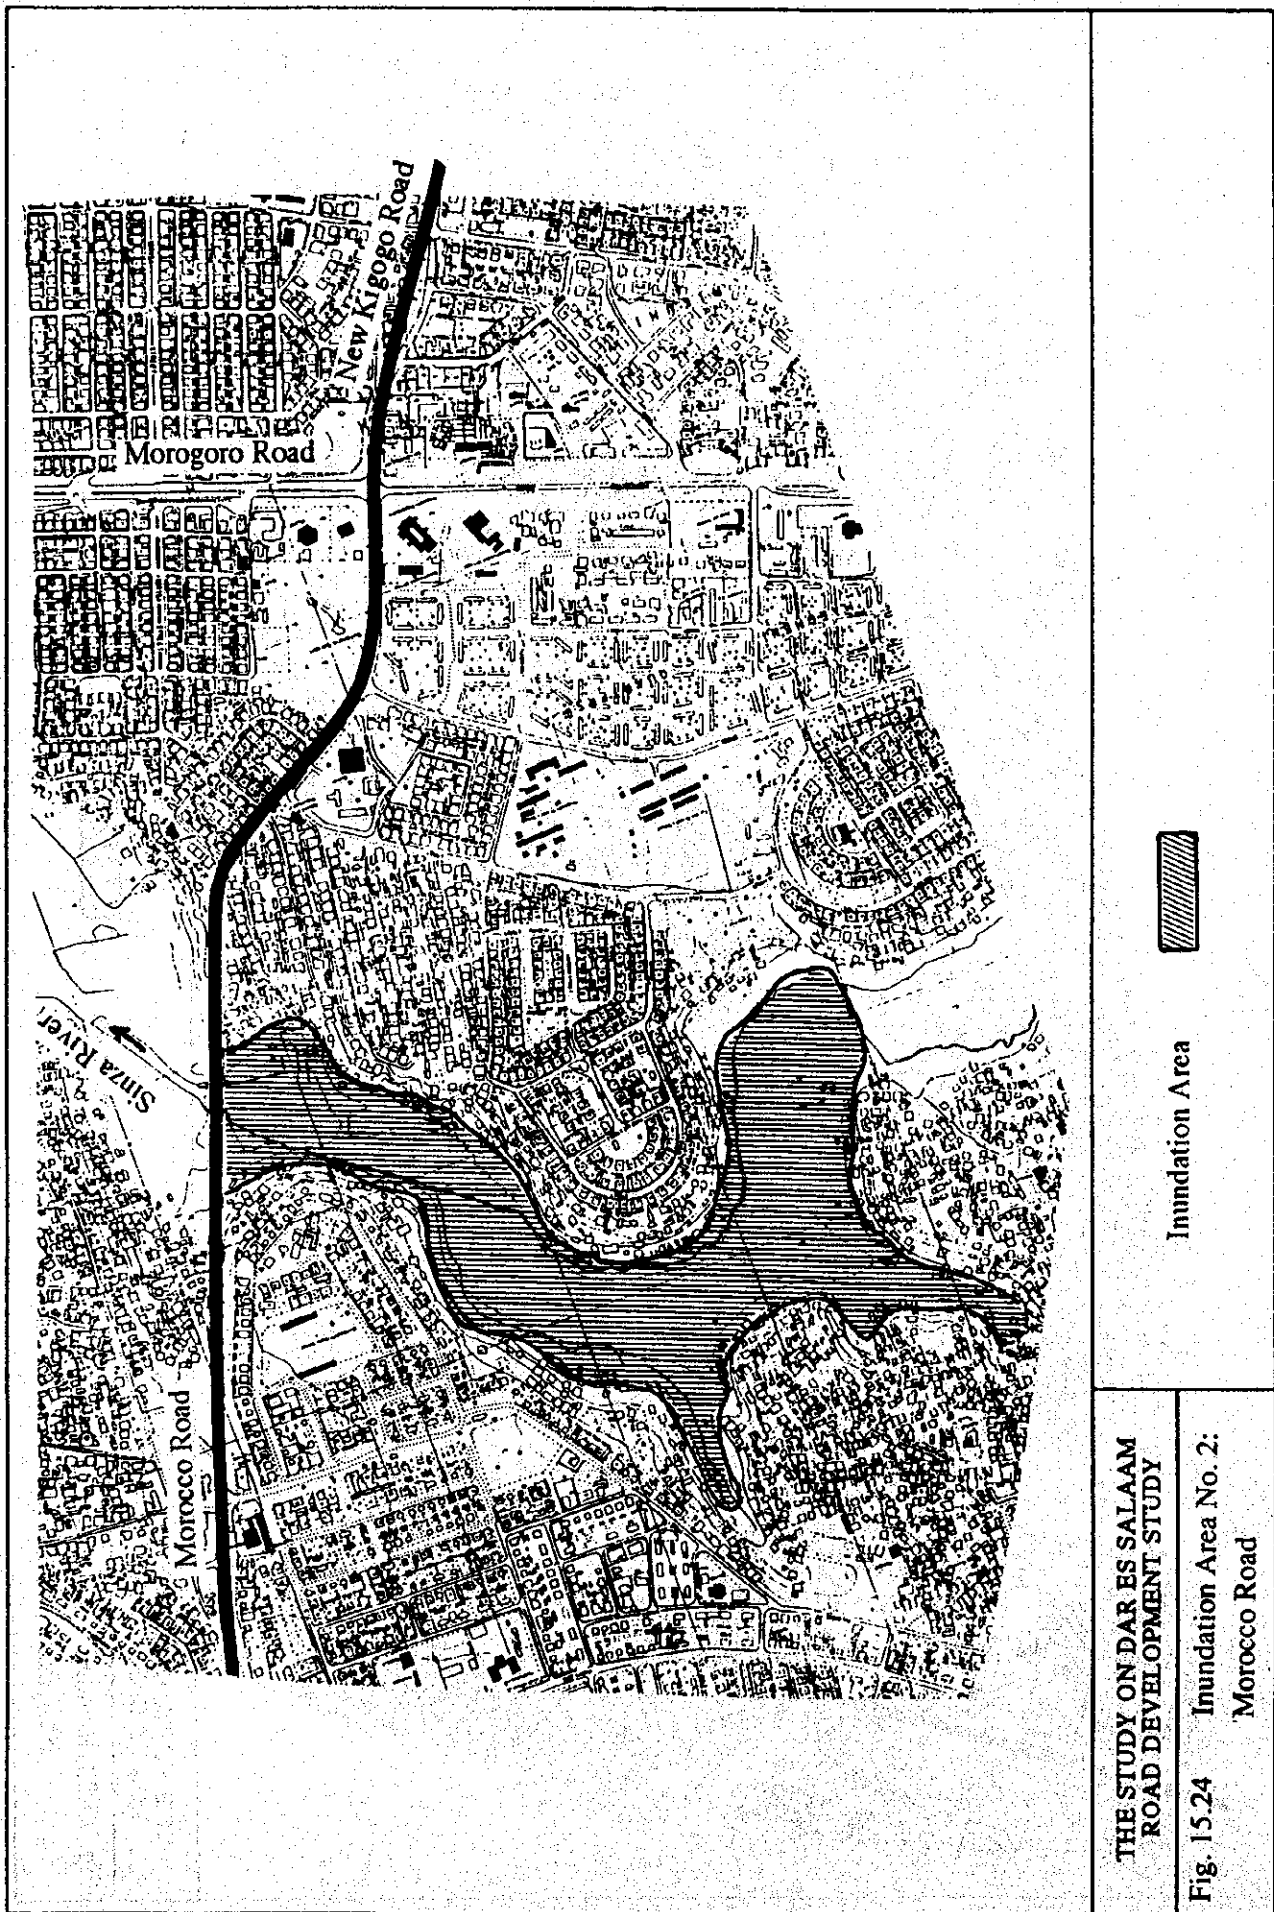 New Kigogo Road
Morogoro Road
Sinza River
Morocco Road
Inundation Area
THE STUDY ON DAR ES SALAAM
ROAD DEVELOPMENT STUDY
Fig. 15.24 Inundation Area No. 2:
Morocco Road